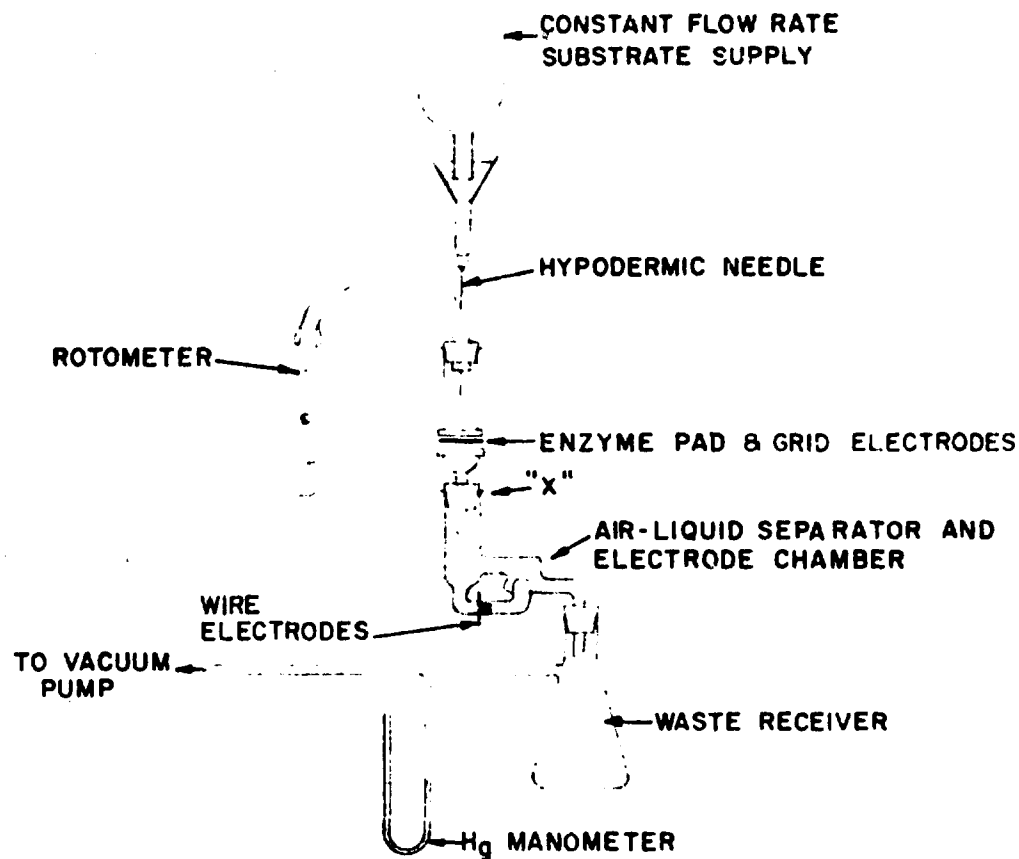 CONSTANT FLOW RATE
SUBSTRATE SUPPLY
HYPODERMIC NEEDLE
ROTOMETER
ENZYME PAD & GRID ELECTRODES
"X"
AIR-LIQUID SEPARATOR AND
ELECTRODE CHAMBER
WIRE
ELECTRODES
TO VACUUM
PUMP
WASTE RECEIVER
Hg MANOMETER